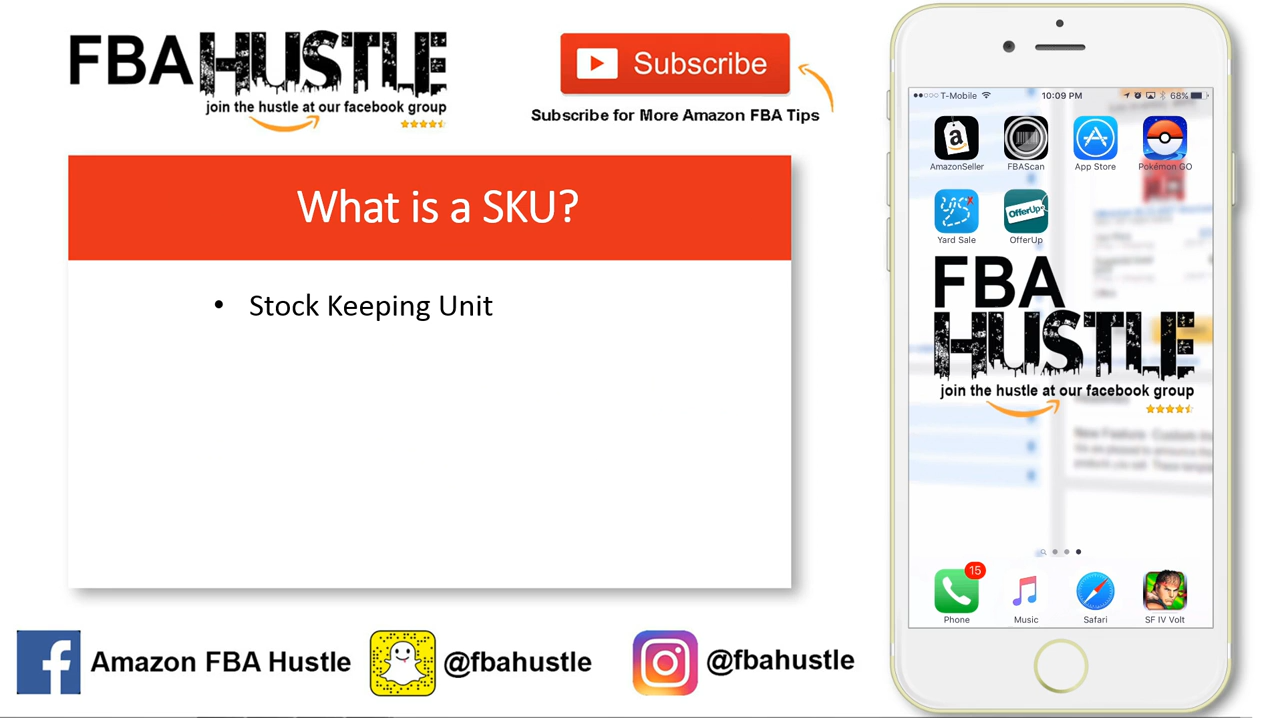 FBA HUSTLE
join the hustle at our facebook group
Subscribe
Subscribe for More Amazon FBA Tips
What is a SKU?
• Stock Keeping Unit
Amazon FBA Hustle
@fbahustle
@fbahustle
T-Mobile 10:09 PM 68%
AmazonSeller FBAScan App Store Pokémon GO
Yard Sale OfferUp
OfferUp
FBA
HUSTLE
join the hustle at our facebook group
15
Phone Music Safari SF IV Volt